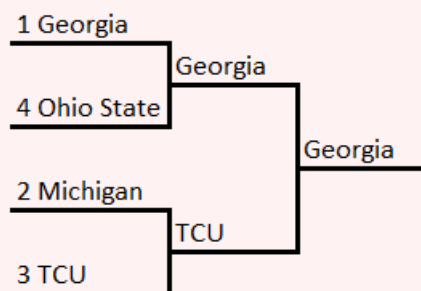 1 Georgia
Georgia
4 Ohio State
Georgia
2 Michigan
TCU
3 TCU